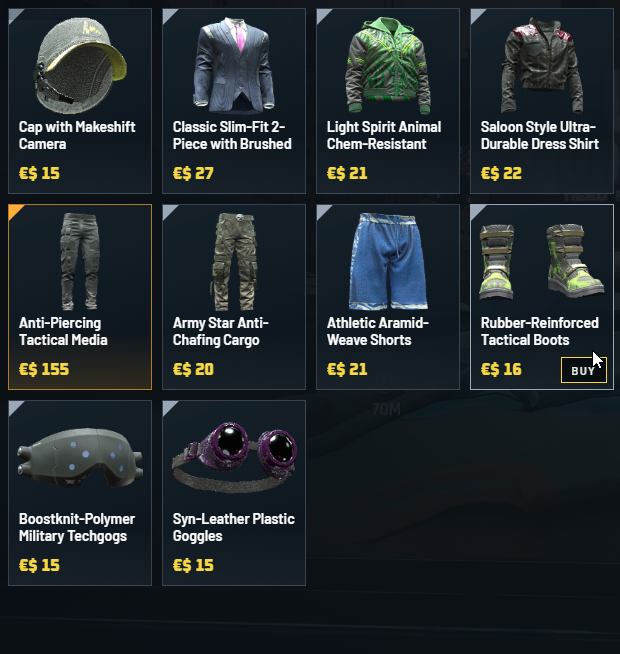 Cap with Makeshift
Camera
€$ 15
Classic Slim-Fit 2-
Piece with Brushed
€$ 27
Light Spirit Animal
Chem-Resistant
€$ 21
Saloon Style Ultra-
Durable Dress Shirt
€$ 22
Anti-Piercing
Tactical Media
€$ 155
Army Star Anti-
Chafing Cargo
€$ 20
Athletic Aramid-
Weave Shorts
€$ 21
Rubber-Reinforced
Tactical Boots
€$ 16
BUY
70M
Boostknit-Polymer
Military Techgogs
€$ 15
Syn-Leather Plastic
Goggles
€$ 15